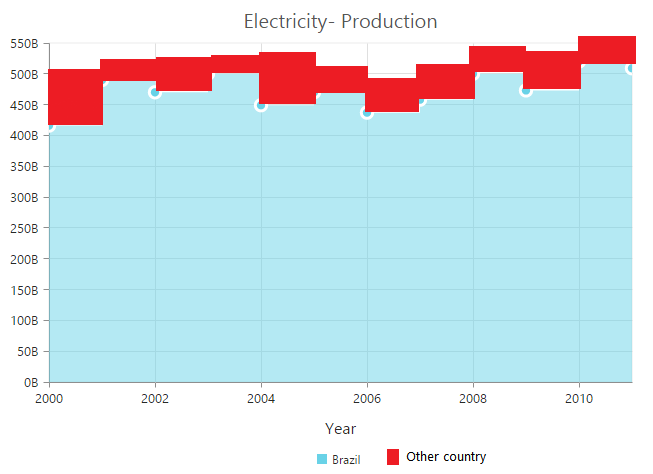 Electricity- Production
550B
500B
450B
400B
350B
300B
250B
200B
150B
100B
50B
0B
2000 2002 2004 2006 2008 2010
Year
Brazil Other country